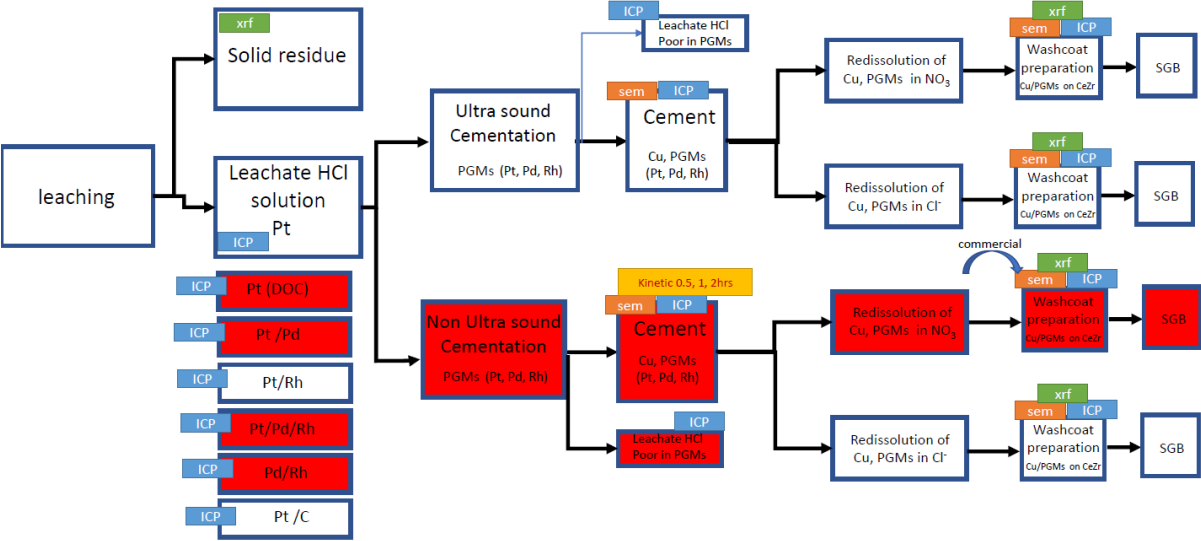 leaching
xrf
Solid residue
Leachate HCl
solution
Pt
ICP
ICP
Pt (DOC)
ICP
Pt /Pd
ICP
Pt/Rh
ICP
Pt/Pd/Rh
ICP
Pd/Rh
ICP
Pt /C
Ultra sound
Cementation
PGMs (Pt, Pd, Rh)
ICP
Leachate HCl
Poor in PGMs
sem
ICP
Cement
Cu, PGMs
(Pt, Pd, Rh)
Redissolution of
Cu, PGMs in NO3
xrf
sem
ICP
Washcoat
preparation
Cu/PGMs on CeZr
SGB
Redissolution of
Cu, PGMs in Cl-
xrf
sem
ICP
Washcoat
preparation
Cu/PGMs on CeZr
SGB
Non Ultra sound
Cementation
PGMs (Pt, Pd, Rh)
Kinetic 0.5, 1, 2hrs
sem
ICP
Cement
Cu, PGMs
(Pt, Pd, Rh)
ICP
Leachate HCl
Poor in PGMs
commercial
Redissolution of
Cu, PGMs in NO3
xrf
sem
ICP
Washcoat
preparation
Cu/PGMs on CeZr
SGB
Redissolution of
Cu, PGMs in Cl-
xrf
sem
ICP
Washcoat
preparation
Cu/PGMs on CeZr
SGB